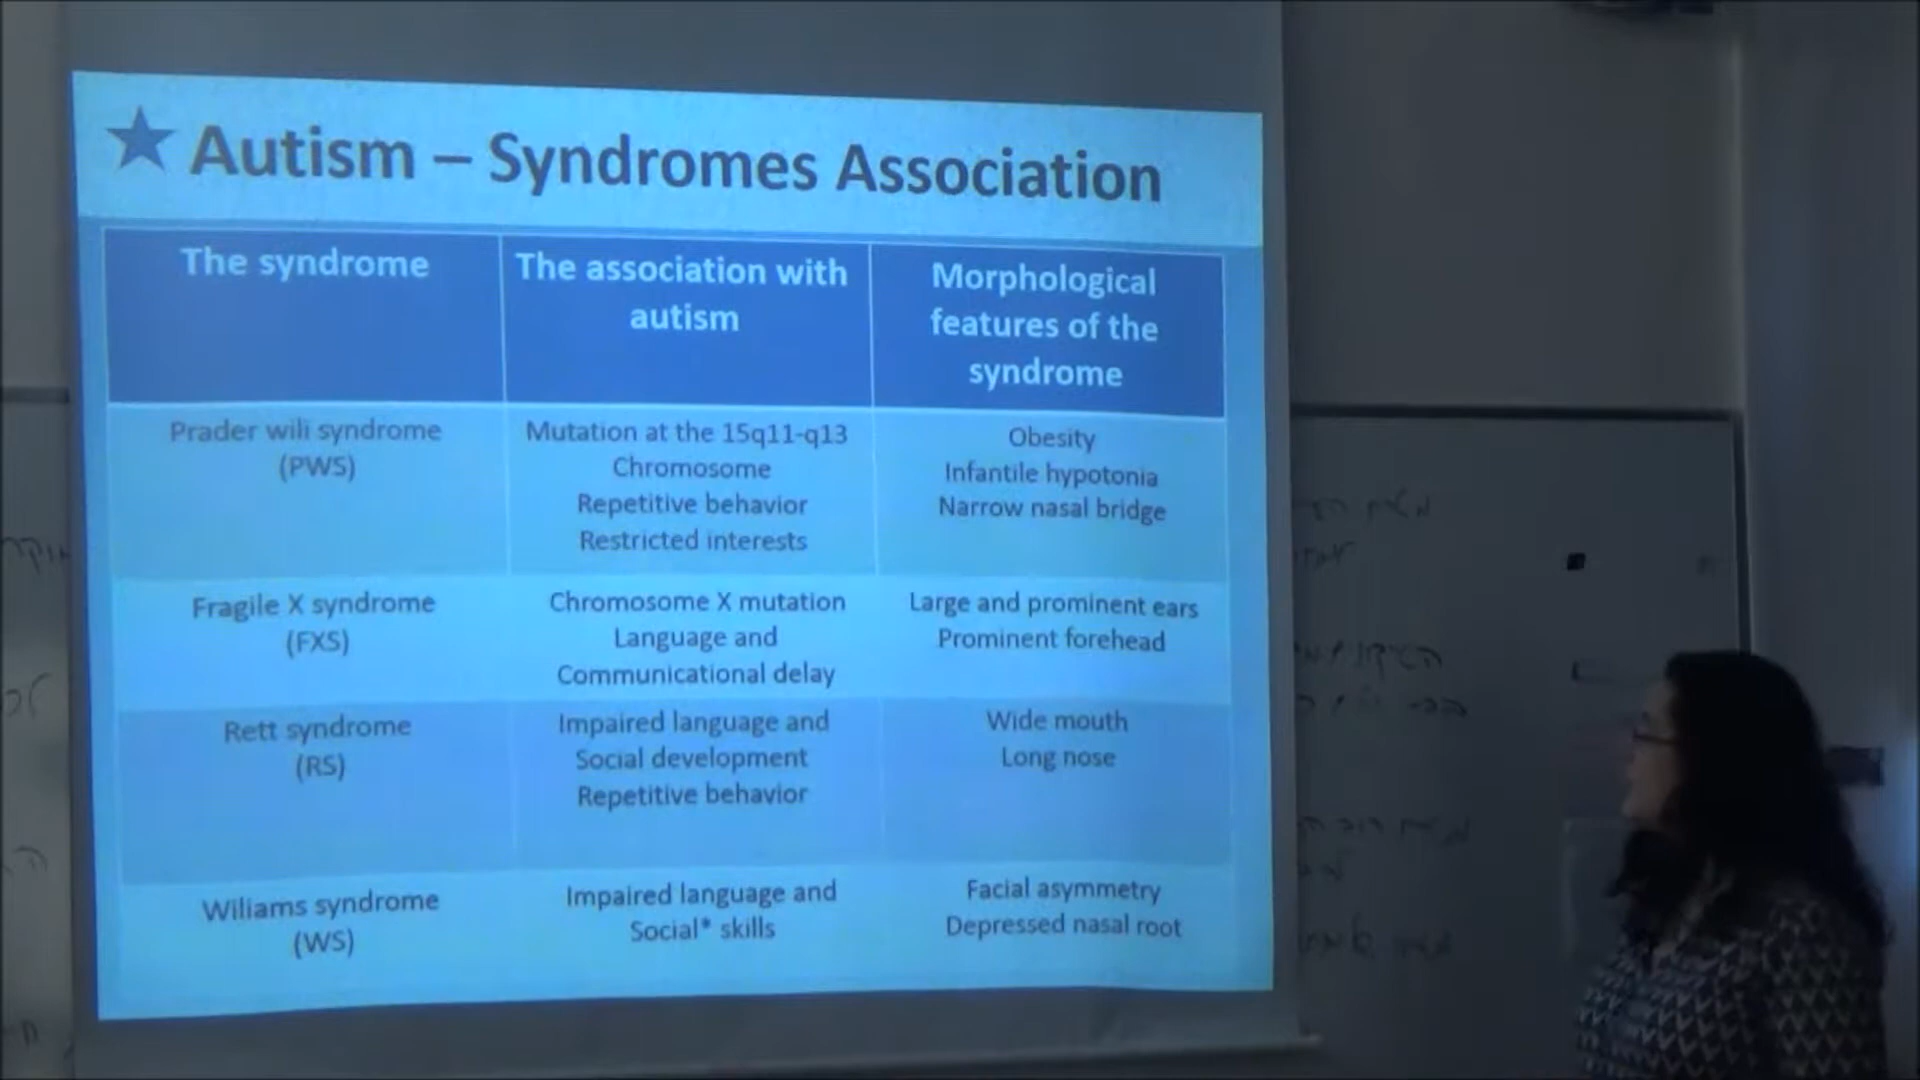 Autism – Syndromes Association
The syndrome
The association with
autism
Morphological
features of the
syndrome
Prader wili syndrome
(PWS)
Mutation at the 15q11-q13
Chromosome
Repetitive behavior
Restricted interests
Obesity
Infantile hypotonia
Narrow nasal bridge
Fragile X syndrome
(FXS)
Chromosome X mutation
Language and
Communicational delay
Large and prominent ears
Prominent forehead
Rett syndrome
(RS)
Impaired language and
Social development
Repetitive behavior
Wide mouth
Long nose
Wiliams syndrome
(WS)
Impaired language and
Social* skills
Facial asymmetry
Depressed nasal root